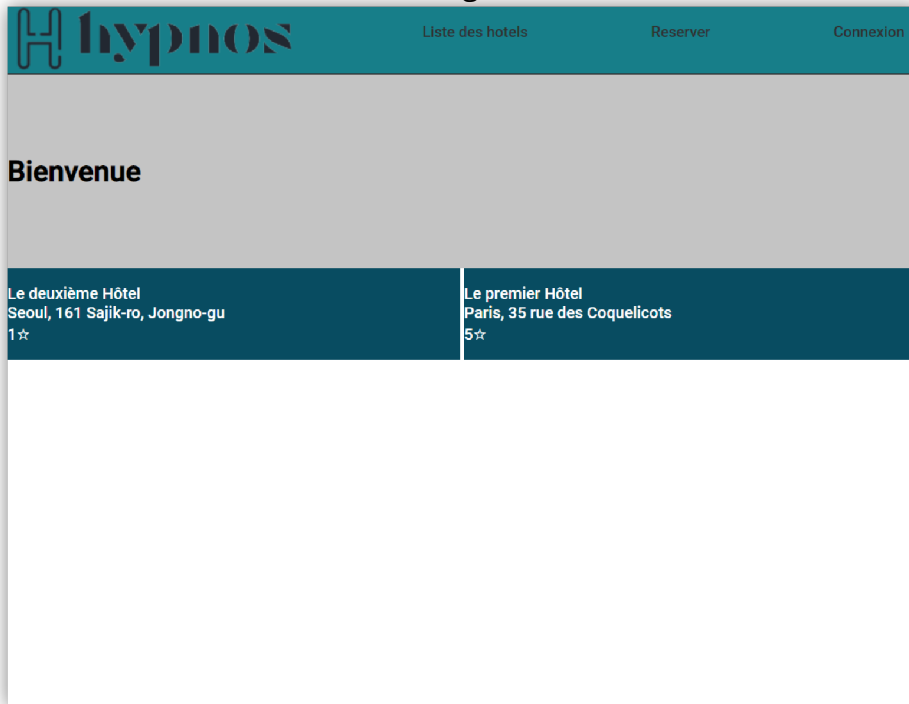 H hypnos
Liste des hotels
Reserver
Connexion
Bienvenue
Le deuxième Hôtel
Seoul, 161 Sajik-ro, Jongno-gu
1☆
Le premier Hôtel
Paris, 35 rue des Coquelicots
5☆